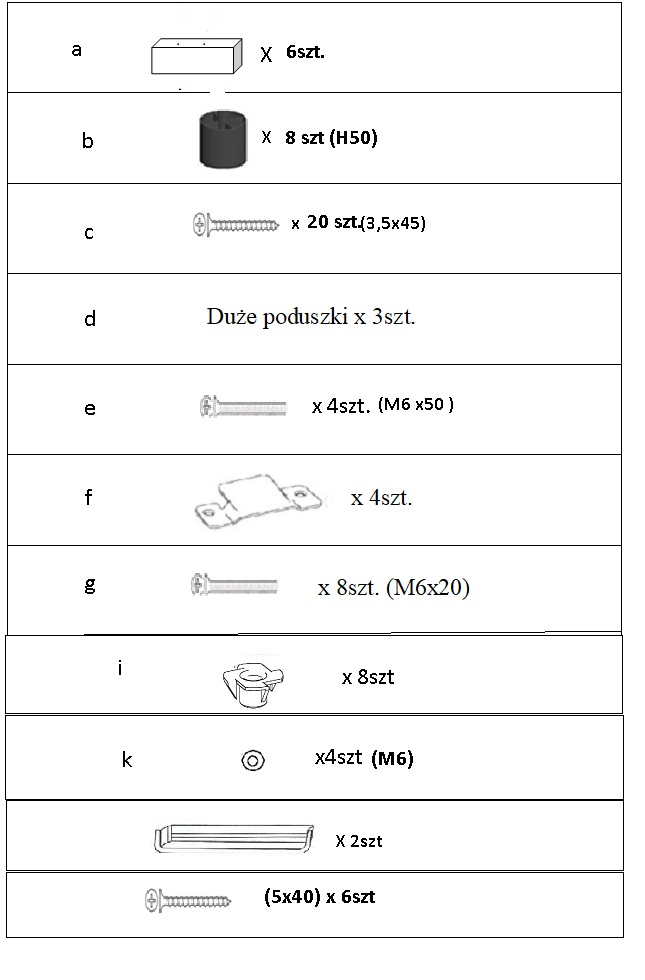 a X 6szt.
b X 8 szt (H50)
c x 20 szt.(3,5x45)
d Duże poduszki x 3szt.
e x 4szt. (M6 x50 )
f x 4szt.
g x 8szt. (M6x20)
i x 8szt
k x4szt (M6)
X 2szt
(5x40) x 6szt